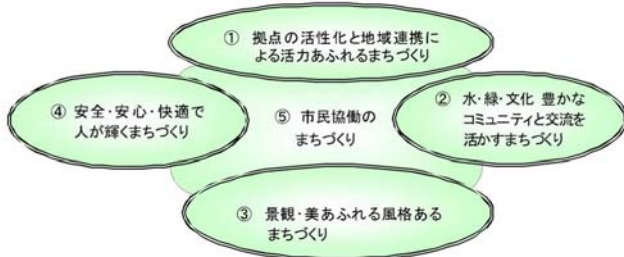 ① 拠点の活性化と地域連携に
よる活力あふれるまちづくり
④ 安全・安心・快適で
人が輝くまちづくり
⑤ 市民協働の
まちづくり
② 水・緑・文化 豊かな
コミュニティと交流を
活かすまちづくり
③ 景観・美あふれる風格ある
まちづくり